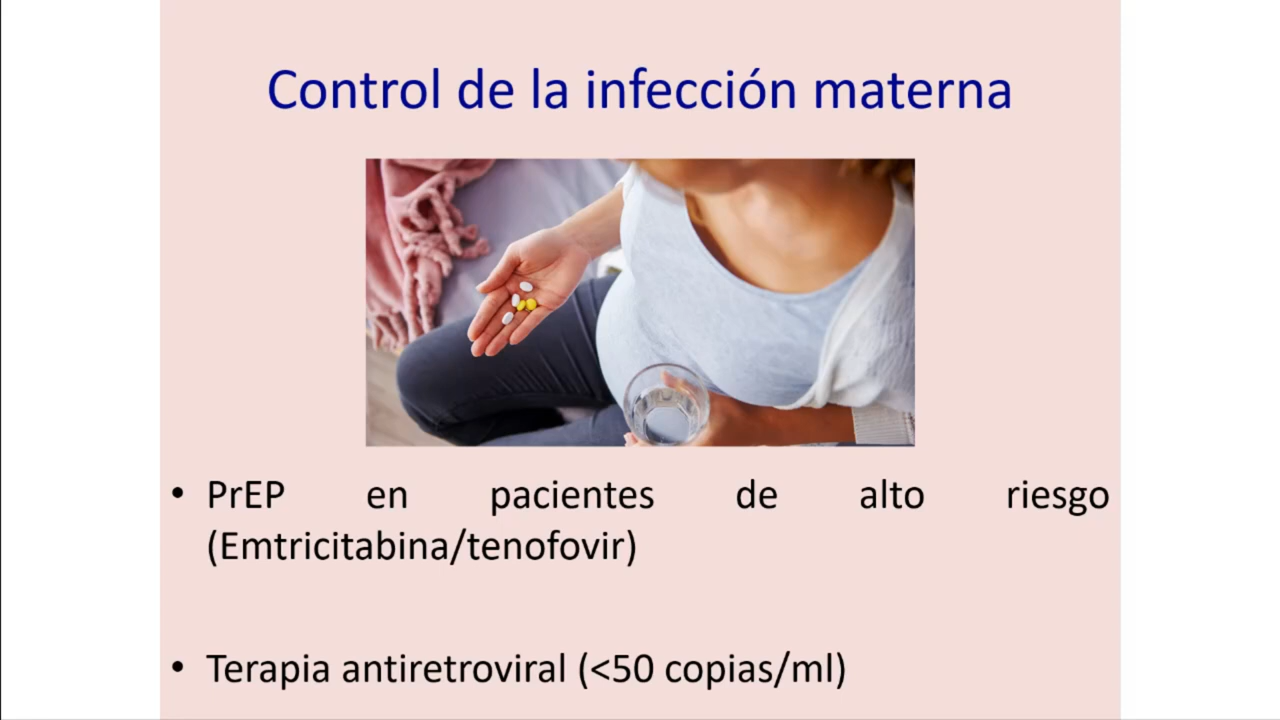 Control de la infección materna
• PrEP en pacientes de alto riesgo
(Emtricitabina/tenofovir)
• Terapia antiretroviral (<50 copias/ml)